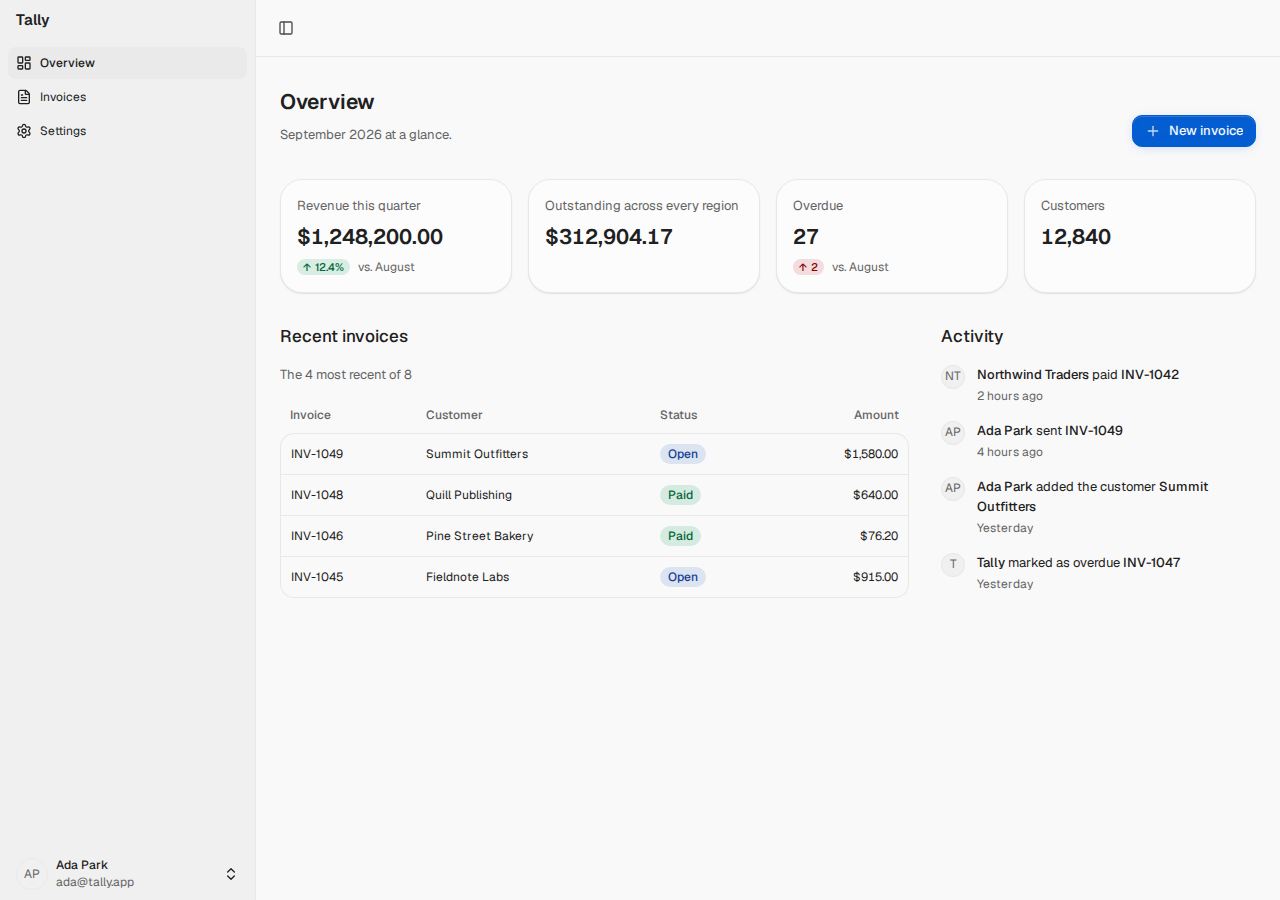 Tally
Overview
Invoices
Settings
Overview
September 2026 at a glance.
New invoice
Revenue this quarter
$1,248,200.00
12.4% vs. August
Outstanding across every region
$312,904.17
Overdue
27
2 vs. August
Customers
12,840
Recent invoices
The 4 most recent of 8
Invoice Customer Status Amount
INV-1049 Summit Outfitters Open $1,580.00
INV-1048 Quill Publishing Paid $640.00
INV-1046 Pine Street Bakery Paid $76.20
INV-1045 Fieldnote Labs Open $915.00
Activity
NT Northwind Traders paid INV-1042
2 hours ago
AP Ada Park sent INV-1049
4 hours ago
AP Ada Park added the customer Summit
Outfitters
Yesterday
T Tally marked as overdue INV-1047
Yesterday
AP Ada Park
ada@tally.app